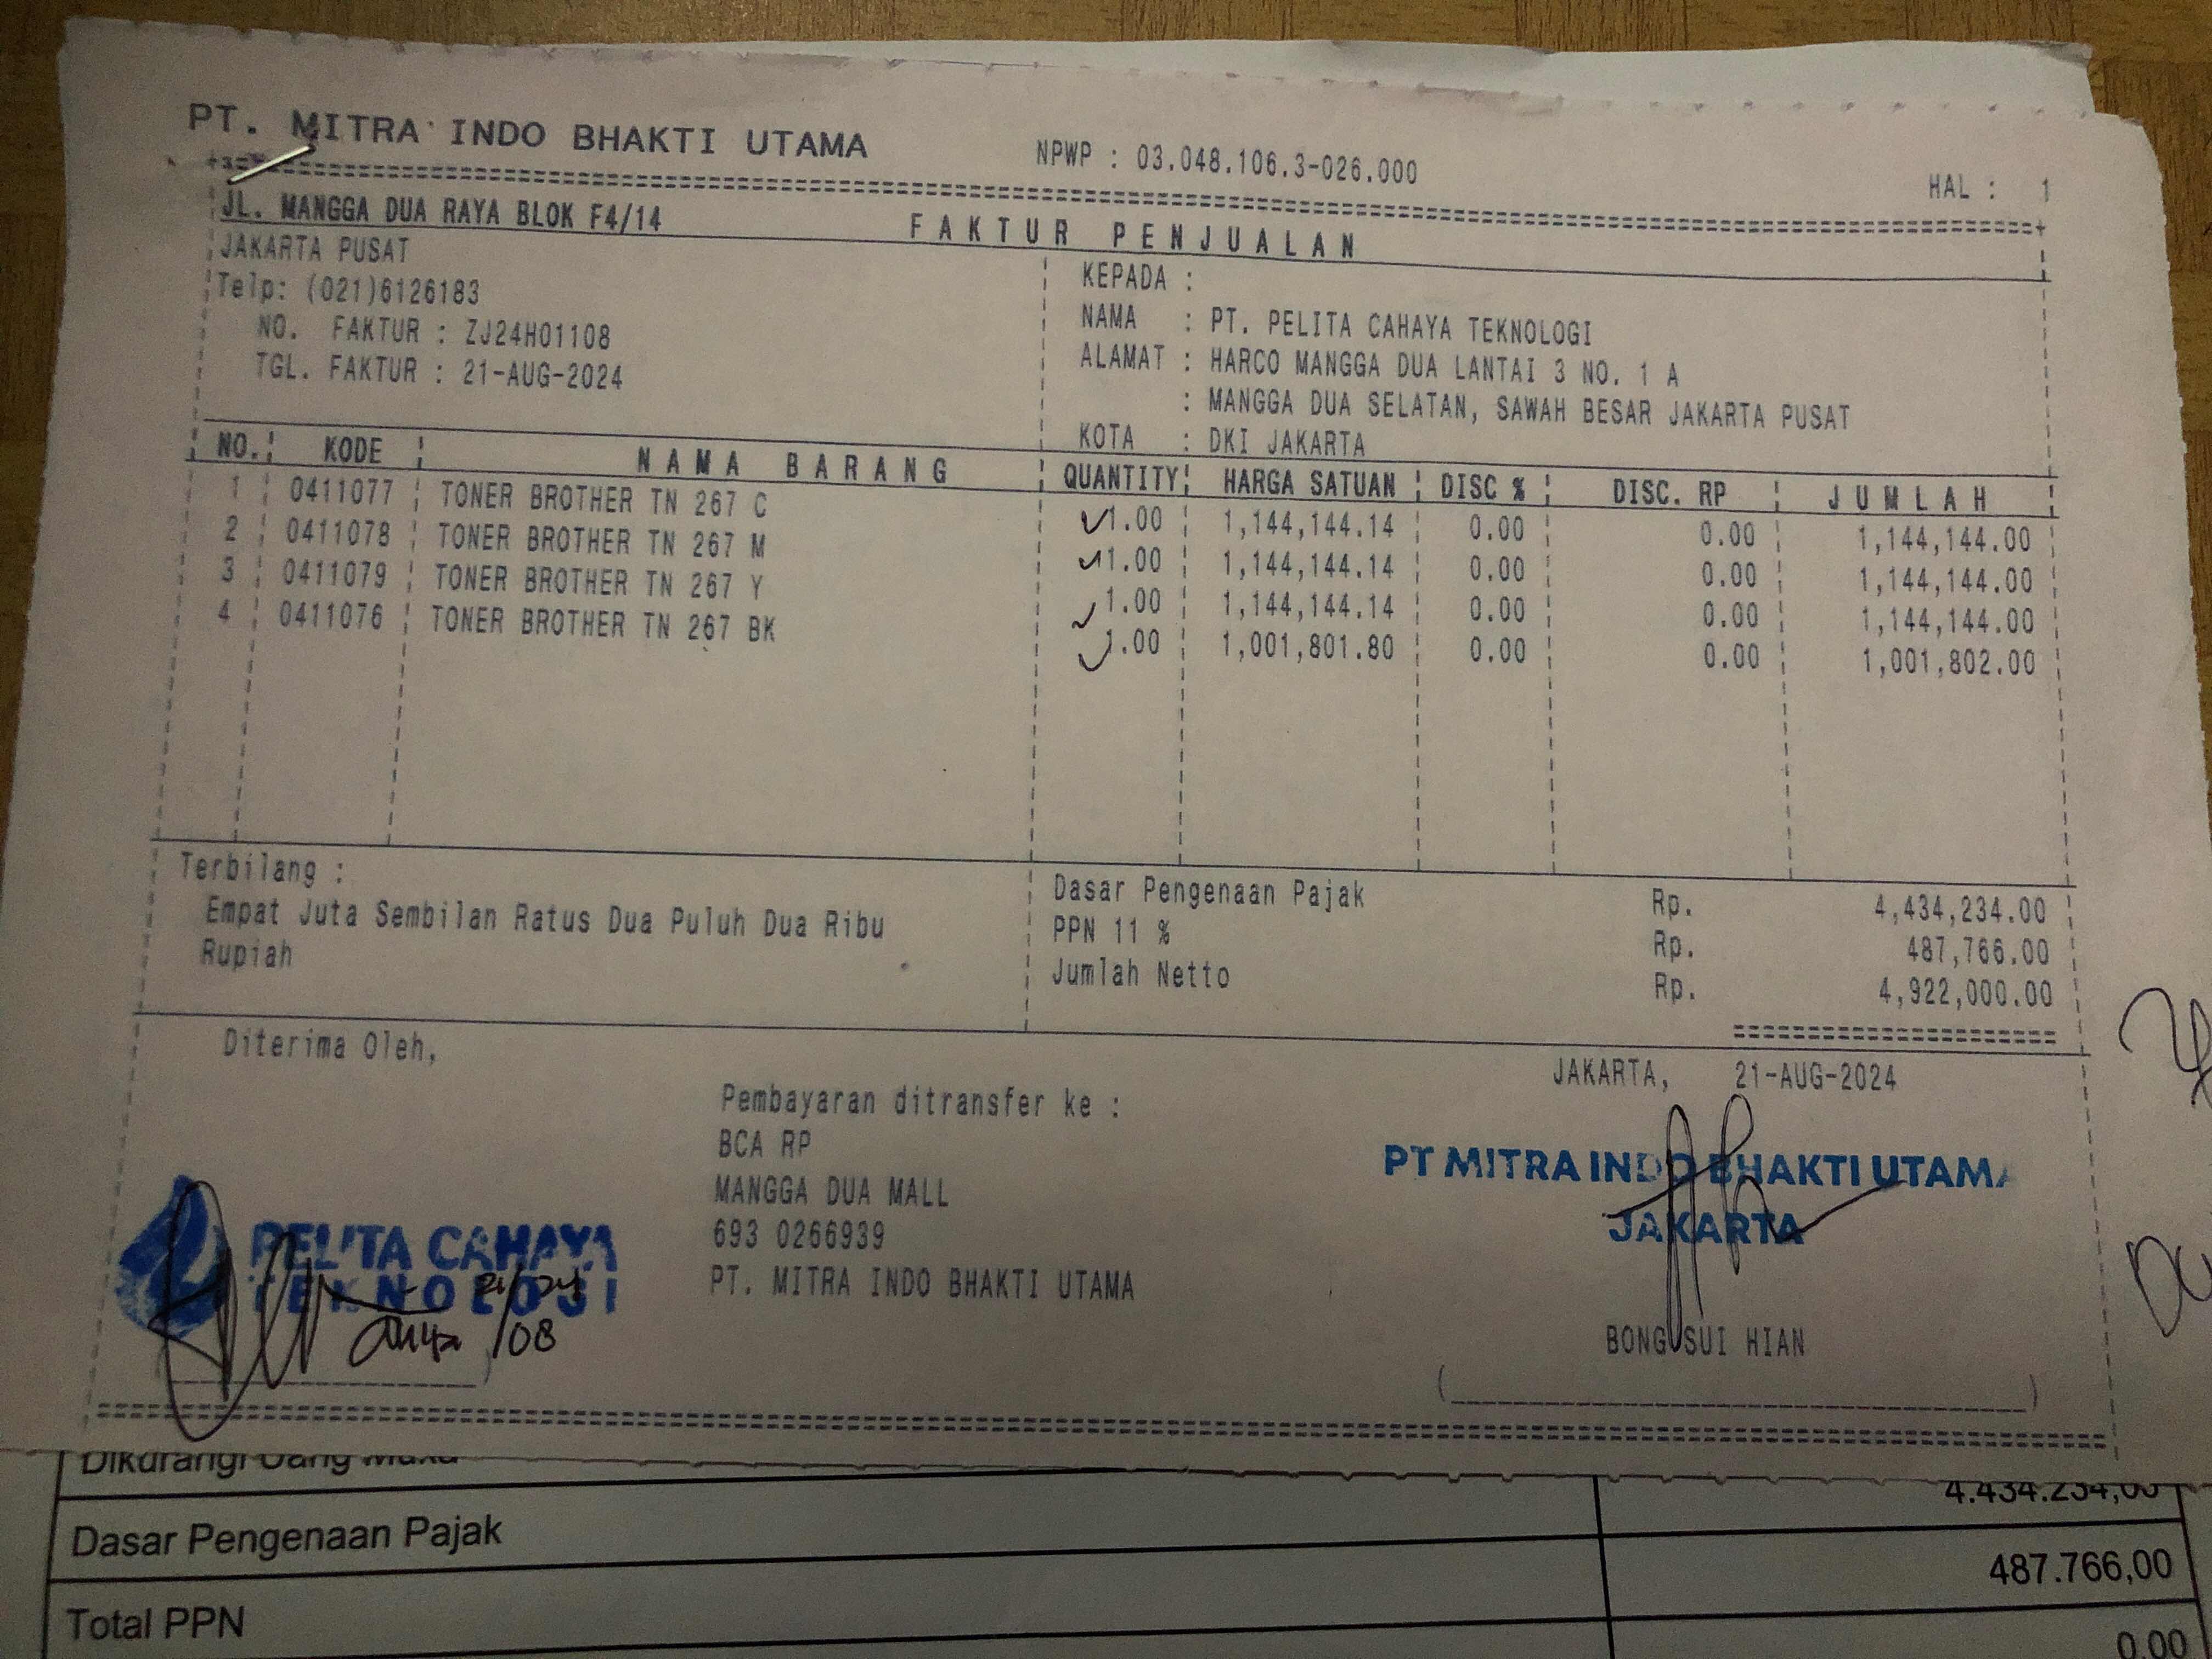 PT. MITRA INDO BHAKTI UTAMA
NPWP : 03.048.106.3-026.000
HAL : 1
JL. MANGGA DUA RAYA BLOK F4/14
FAKTUR PENJUALAN
JAKARTA PUSAT
Telp: (021)6126183
NO. FAKTUR : ZJ24H01108
TGL. FAKTUR : 21-AUG-2024
KEPADA :
NAMA : PT. PELITA CAHAYA TEKNOLOGI
ALAMAT : HARCO MANGGA DUA LANTAI 3 NO. 1 A
: MANGGA DUA SELATAN, SAWAH BESAR JAKARTA PUSAT
KOTA : DKI JAKARTA
NO. KODE NAMA BARANG QUANTITY HARGA SATUAN DISC % DISC. RP JUMLAH
1 0411077 TONER BROTHER TN 267 C 1.00 1,144,144.14 0.00 0.00 1,144,144.00
2 0411078 TONER BROTHER TN 267 M 1.00 1,144,144.14 0.00 0.00 1,144,144.00
3 0411079 TONER BROTHER TN 267 Y 1.00 1,144,144.14 0.00 0.00 1,144,144.00
4 0411076 TONER BROTHER TN 267 BK 1.00 1,001,801.80 0.00 0.00 1,001,802.00
Terbilang :
Empat Juta Sembilan Ratus Dua Puluh Dua Ribu
Rupiah
Dasar Pengenaan Pajak Rp. 4,434,234.00
PPN 11 % Rp. 487,766.00
Jumlah Netto Rp. 4,922,000.00
Diterima Oleh,
JAKARTA, 21-AUG-2024
Pembayaran ditransfer ke :
BCA RP
MANGGA DUA MALL
693 0266939
PT. MITRA INDO BHAKTI UTAMA
PELITA CAHAYA
TEKNOLOGI
/08
PT MITRA INDO BHAKTI UTAMA
JAKARTA
BONG SUI HIAN
Dikurangi Uang Muka
4.434.234,00
Dasar Pengenaan Pajak
487.766,00
Total PPN
0,00